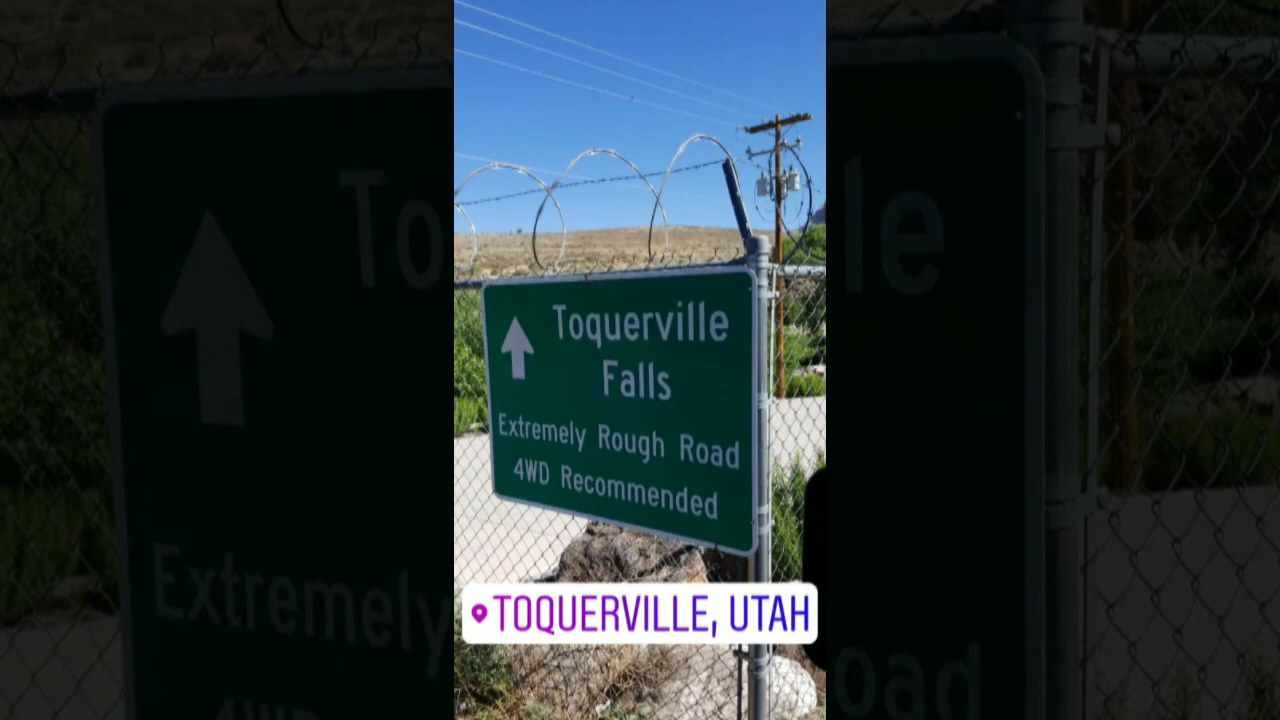 Toquerville
Falls
Extremely Rough Road
4WD Recommended
TOQUERVILLE, UTAH